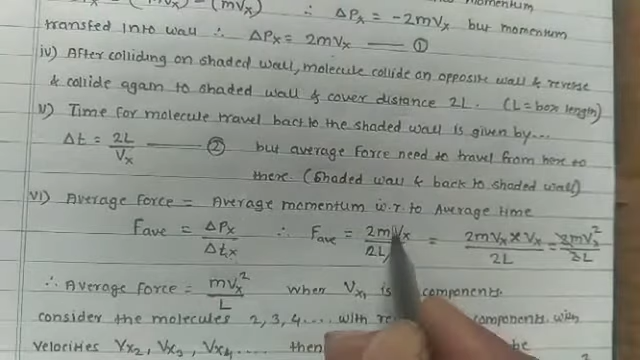 (mVx) ∴ ΔPx = -2mVx but momentum
transfed into wall ∴ ΔPx = 2mVx —— ①
iv) After colliding on shaded wall, molecule collide on opposite wall & reverse
& collide again to shaded wall & cover distance 2L. (L = box length)
v) Time for molecule travel back to the shaded wall is given by...
Δt = 2L/Vx —— ② but average force need to travel from here to
there. (Shaded wall & back to shaded wall)
vi) Average force = Average momentum w.r.to Average time
Fave = ΔPx/Δt,x ∴ Fave = 2mVx/2L/ = 2mVx × Vx/2L = 2mVx²/2L
∴ Average force = mVx²/L when Vx₁ is components.
consider the molecules 2, 3, 4.... with components with
velocities Vx₂, Vx₃, Vx₄.... then be